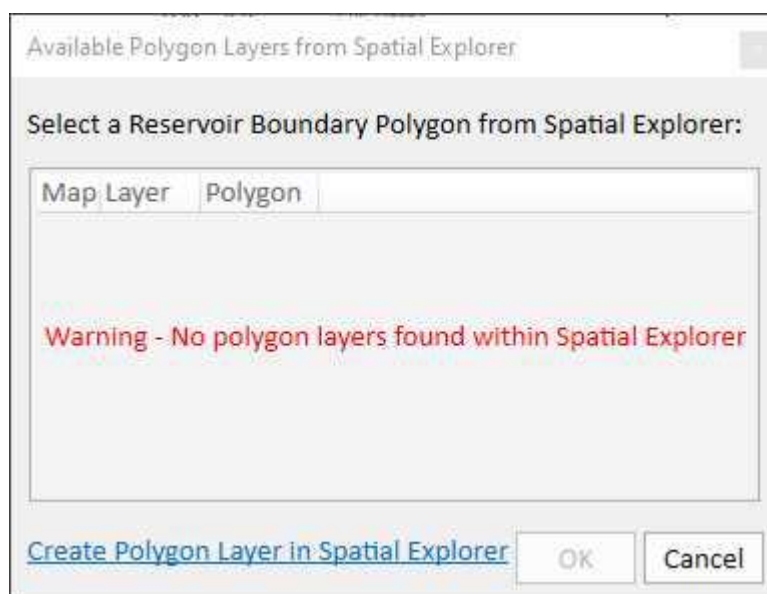 Available Polygon Layers from Spatial Explorer
Select a Reservoir Boundary Polygon from Spatial Explorer:
Map Layer Polygon
Warning - No polygon layers found within Spatial Explorer
Create Polygon Layer in Spatial Explorer OK Cancel